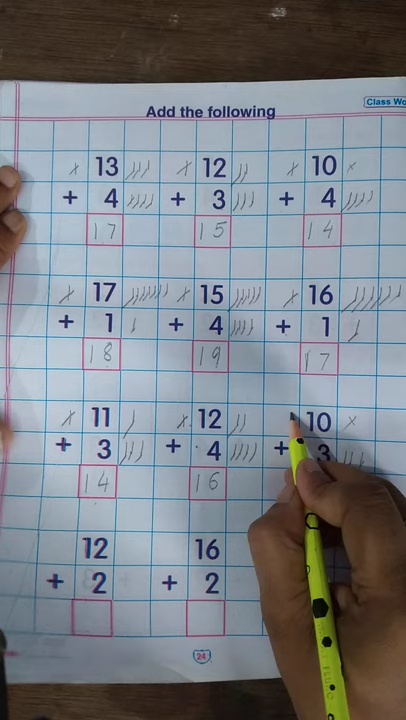 Class Wo
Add the following
13 12 10
+ 4 + 3 + 4
17 15 14
17 15 16
+ 1 + 4 + 1
18 19 17
11 12 10
+ 3 + 4 + 3
14 16
12 16
+ 2 + 2
24